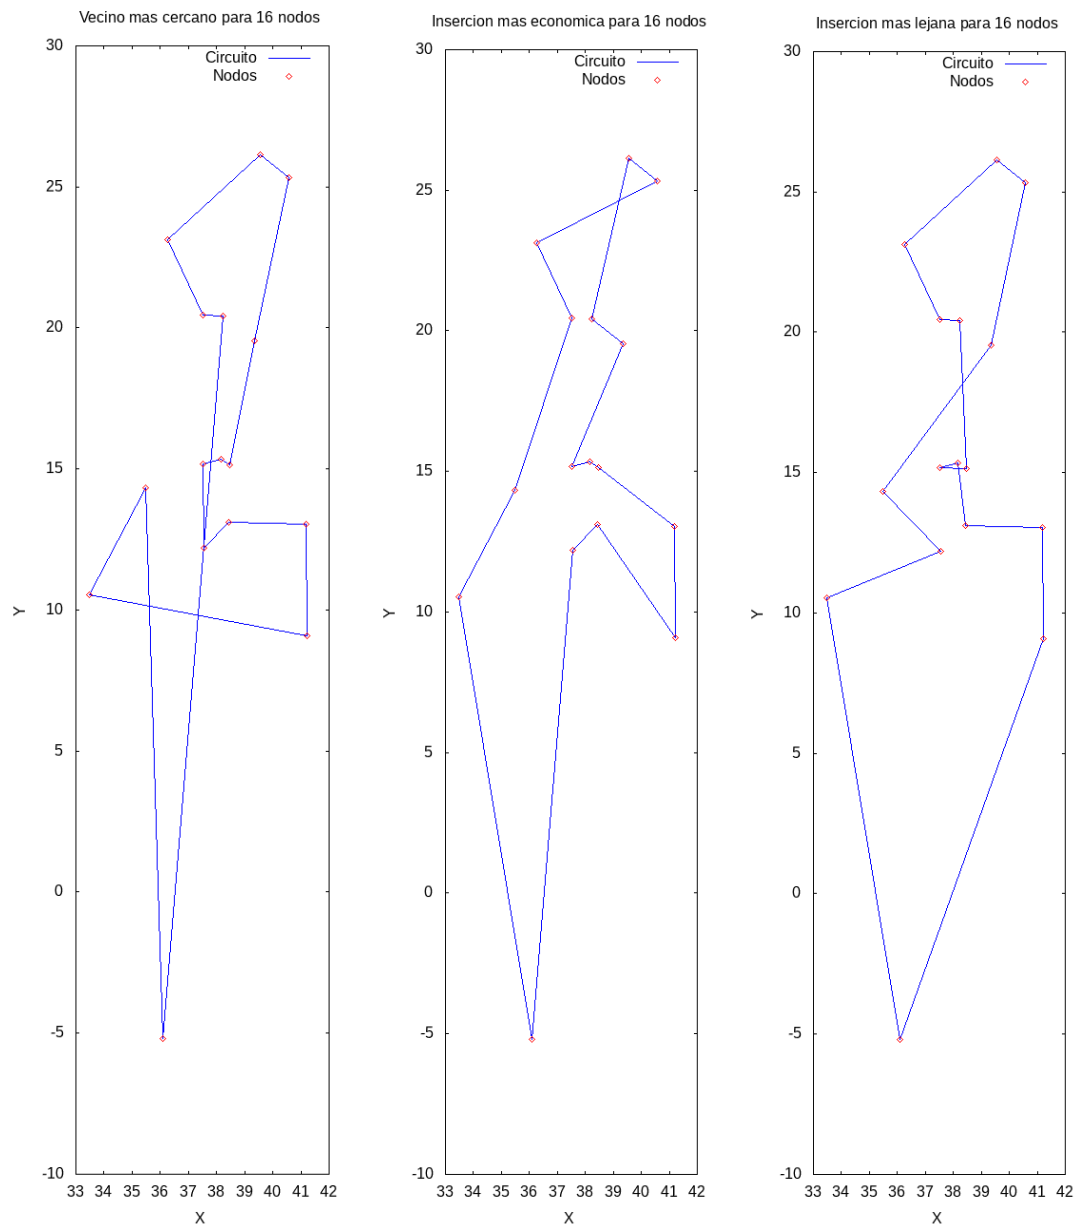 Vecino mas cercano para 16 nodos
Circuito
Nodos
30
25
20
15
10
5
0
-5
-10
33 34 35 36 37 38 39 40 41 42
X
Y
Insercion mas economica para 16 nodos
Circuito
Nodos
30
25
20
15
10
5
0
-5
-10
33 34 35 36 37 38 39 40 41 42
X
Y
Insercion mas lejana para 16 nodos
Circuito
Nodos
30
25
20
15
10
5
0
-5
-10
33 34 35 36 37 38 39 40 41 42
X
Y